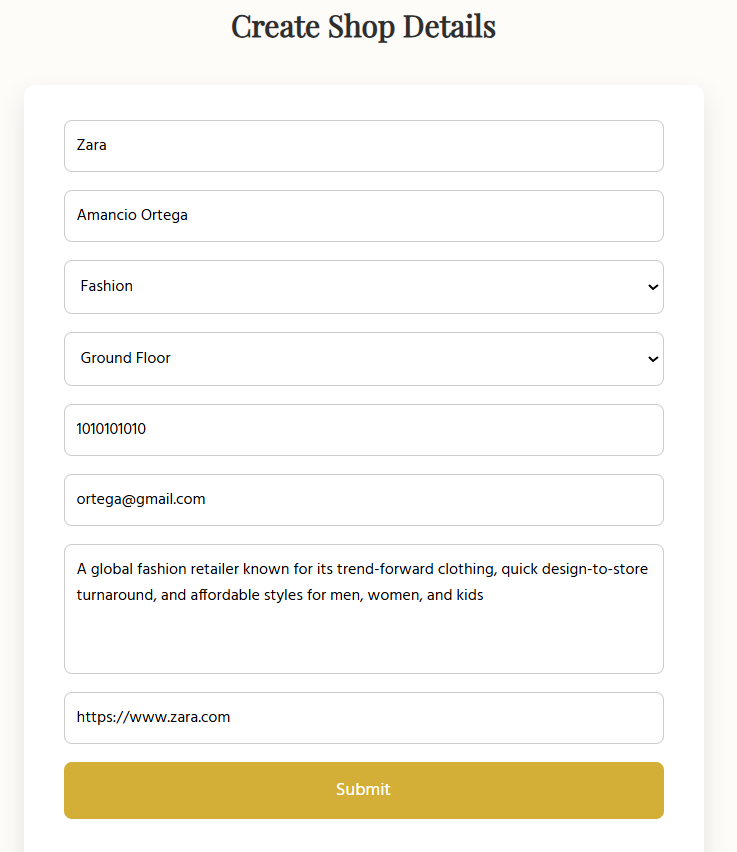 Create Shop Details
Zara
Amancio Ortega
Fashion
Ground Floor
1010101010
ortega@gmail.com
A global fashion retailer known for its trend-forward clothing, quick design-to-store
turnaround, and affordable styles for men, women, and kids
https://www.zara.com
Submit